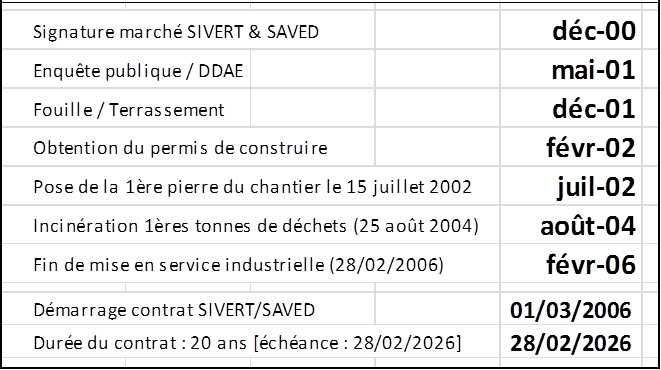 Signature marché SIVERT & SAVED déc-00
Enquête publique / DDAE mai-01
Fouille / Terrassement déc-01
Obtention du permis de construire févr-02
Pose de la 1ère pierre du chantier le 15 juillet 2002 juil-02
Incinération 1ères tonnes de déchets (25 août 2004) août-04
Fin de mise en service industrielle (28/02/2006) févr-06
Démarrage contrat SIVERT/SAVED 01/03/2006
Durée du contrat : 20 ans [échéance : 28/02/2026] 28/02/2026